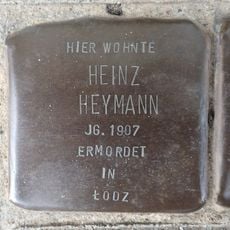 HIER WOHNTE
HEINZ
HEYMANN
JG. 1907
ERMORDET
IN
ŁODZ